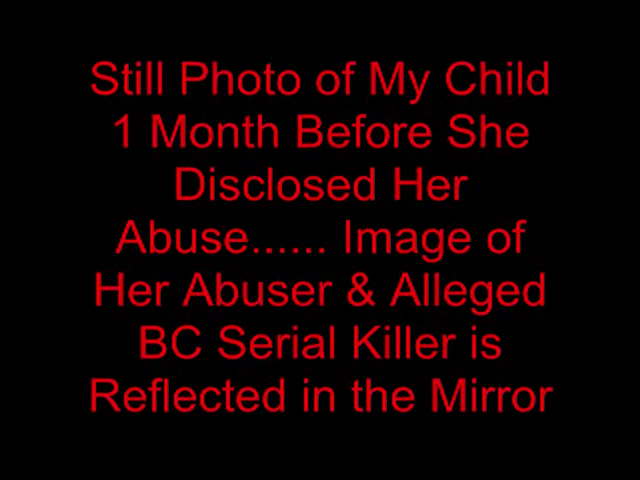 Still Photo of My Child
1 Month Before She
Disclosed Her
Abuse...... Image of
Her Abuser & Alleged
BC Serial Killer is
Reflected in the Mirror